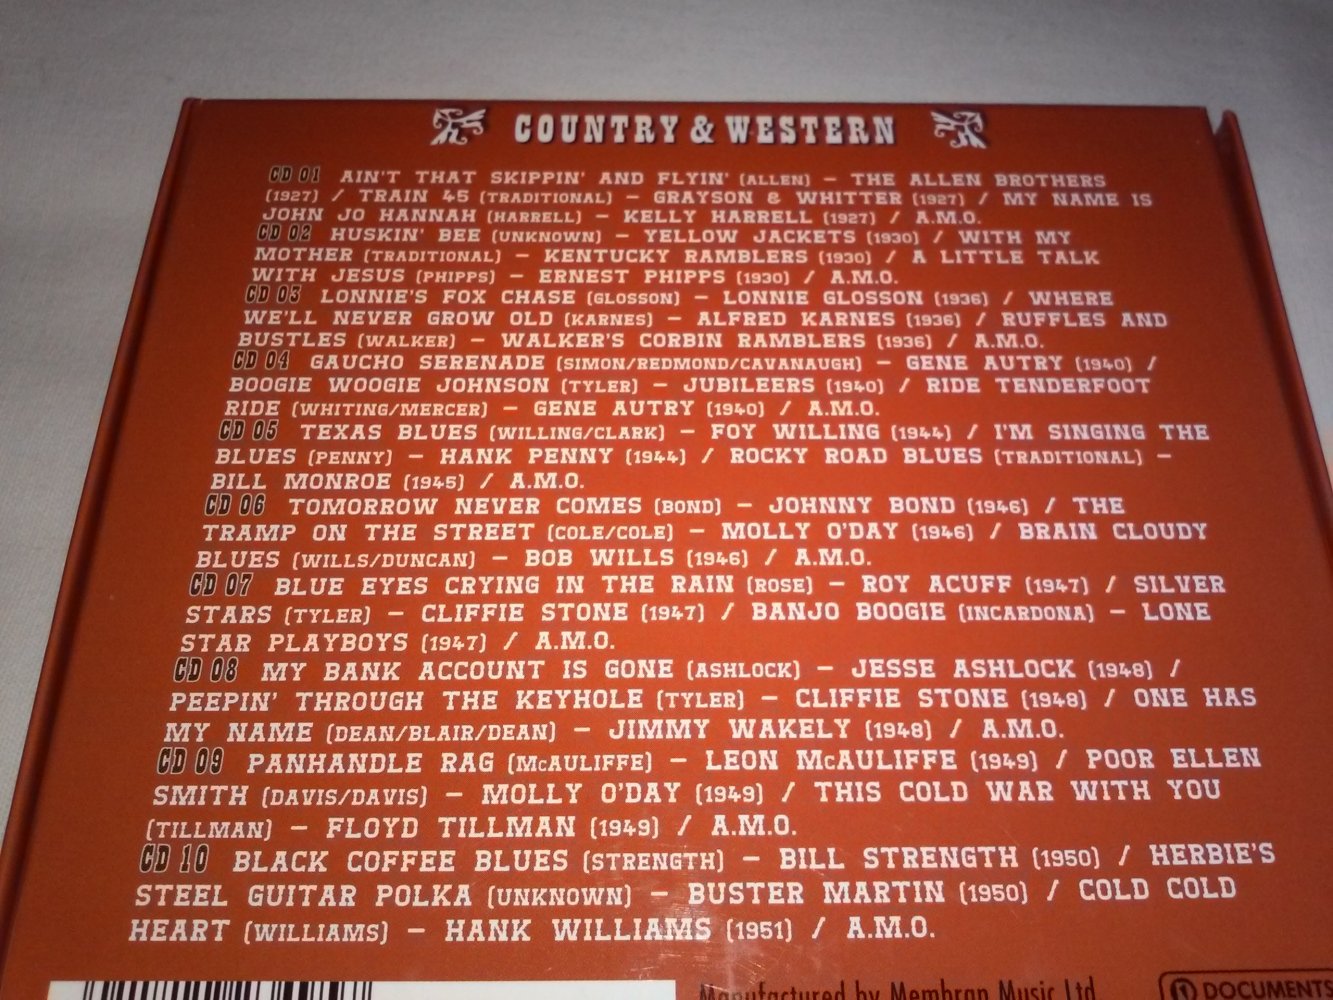 COUNTRY & WESTERN
CD 01 AIN'T THAT SKIPPIN' AND FLYIN' (ALLEN) – THE ALLEN BROTHERS
(1927) / TRAIN 45 (TRADITIONAL) – GRAYSON & WHITTER (1927) / MY NAME IS
JOHN JO HANNAH (HARRELL) – KELLY HARRELL (1927) / A.M.O.
CD 02 HUSKIN' BEE (UNKNOWN) – YELLOW JACKETS (1930) / WITH MY
MOTHER (TRADITIONAL) – KENTUCKY RAMBLERS (1930) / A LITTLE TALK
WITH JESUS (PHIPPS) – ERNEST PHIPPS (1930) / A.M.O.
CD 03 LONNIE'S FOX CHASE (GLOSSON) – LONNIE GLOSSON (1936) / WHERE
WE'LL NEVER GROW OLD (KARNES) – ALFRED KARNES (1936) / RUFFLES AND
BUSTLES (WALKER) – WALKER'S CORBIN RAMBLERS (1936) / A.M.O.
CD 04 GAUCHO SERENADE (SIMON/REDMOND/CAVANAUGH) – GENE AUTRY (1940) /
BOOGIE WOOGIE JOHNSON (TYLER) – JUBILEERS (1940) / RIDE TENDERFOOT
RIDE (WHITING/MERCER) – GENE AUTRY (1940) / A.M.O.
CD 05 TEXAS BLUES (WILLING/CLARK) – FOY WILLING (1944) / I'M SINGING THE
BLUES (PENNY) – HANK PENNY (1944) / ROCKY ROAD BLUES (TRADITIONAL) –
BILL MONROE (1945) / A.M.O.
CD 06 TOMORROW NEVER COMES (BOND) – JOHNNY BOND (1946) / THE
TRAMP ON THE STREET (COLE/COLE) – MOLLY O'DAY (1946) / BRAIN CLOUDY
BLUES (WILLS/DUNCAN) – BOB WILLS (1946) / A.M.O.
CD 07 BLUE EYES CRYING IN THE RAIN (ROSE) – ROY ACUFF (1947) / SILVER
STARS (TYLER) – CLIFFIE STONE (1947) / BANJO BOOGIE (INCARDONA) – LONE
STAR PLAYBOYS (1947) / A.M.O.
CD 08 MY BANK ACCOUNT IS GONE (ASHLOCK) – JESSE ASHLOCK (1948) /
PEEPIN' THROUGH THE KEYHOLE (TYLER) – CLIFFIE STONE (1948) / ONE HAS
MY NAME (DEAN/BLAIR/DEAN) – JIMMY WAKELY (1948) / A.M.O.
CD 09 PANHANDLE RAG (McAULIFFE) – LEON McAULIFFE (1949) / POOR ELLEN
SMITH (DAVIS/DAVIS) – MOLLY O'DAY (1949) / THIS COLD WAR WITH YOU
(TILLMAN) – FLOYD TILLMAN (1949) / A.M.O.
CD 10 BLACK COFFEE BLUES (STRENGTH) – BILL STRENGTH (1950) / HERBIE'S
STEEL GUITAR POLKA (UNKNOWN) – BUSTER MARTIN (1950) / COLD COLD
HEART (WILLIAMS) – HANK WILLIAMS (1951) / A.M.O.
Manufactured by Membran Music Ltd
DOCUMENTS